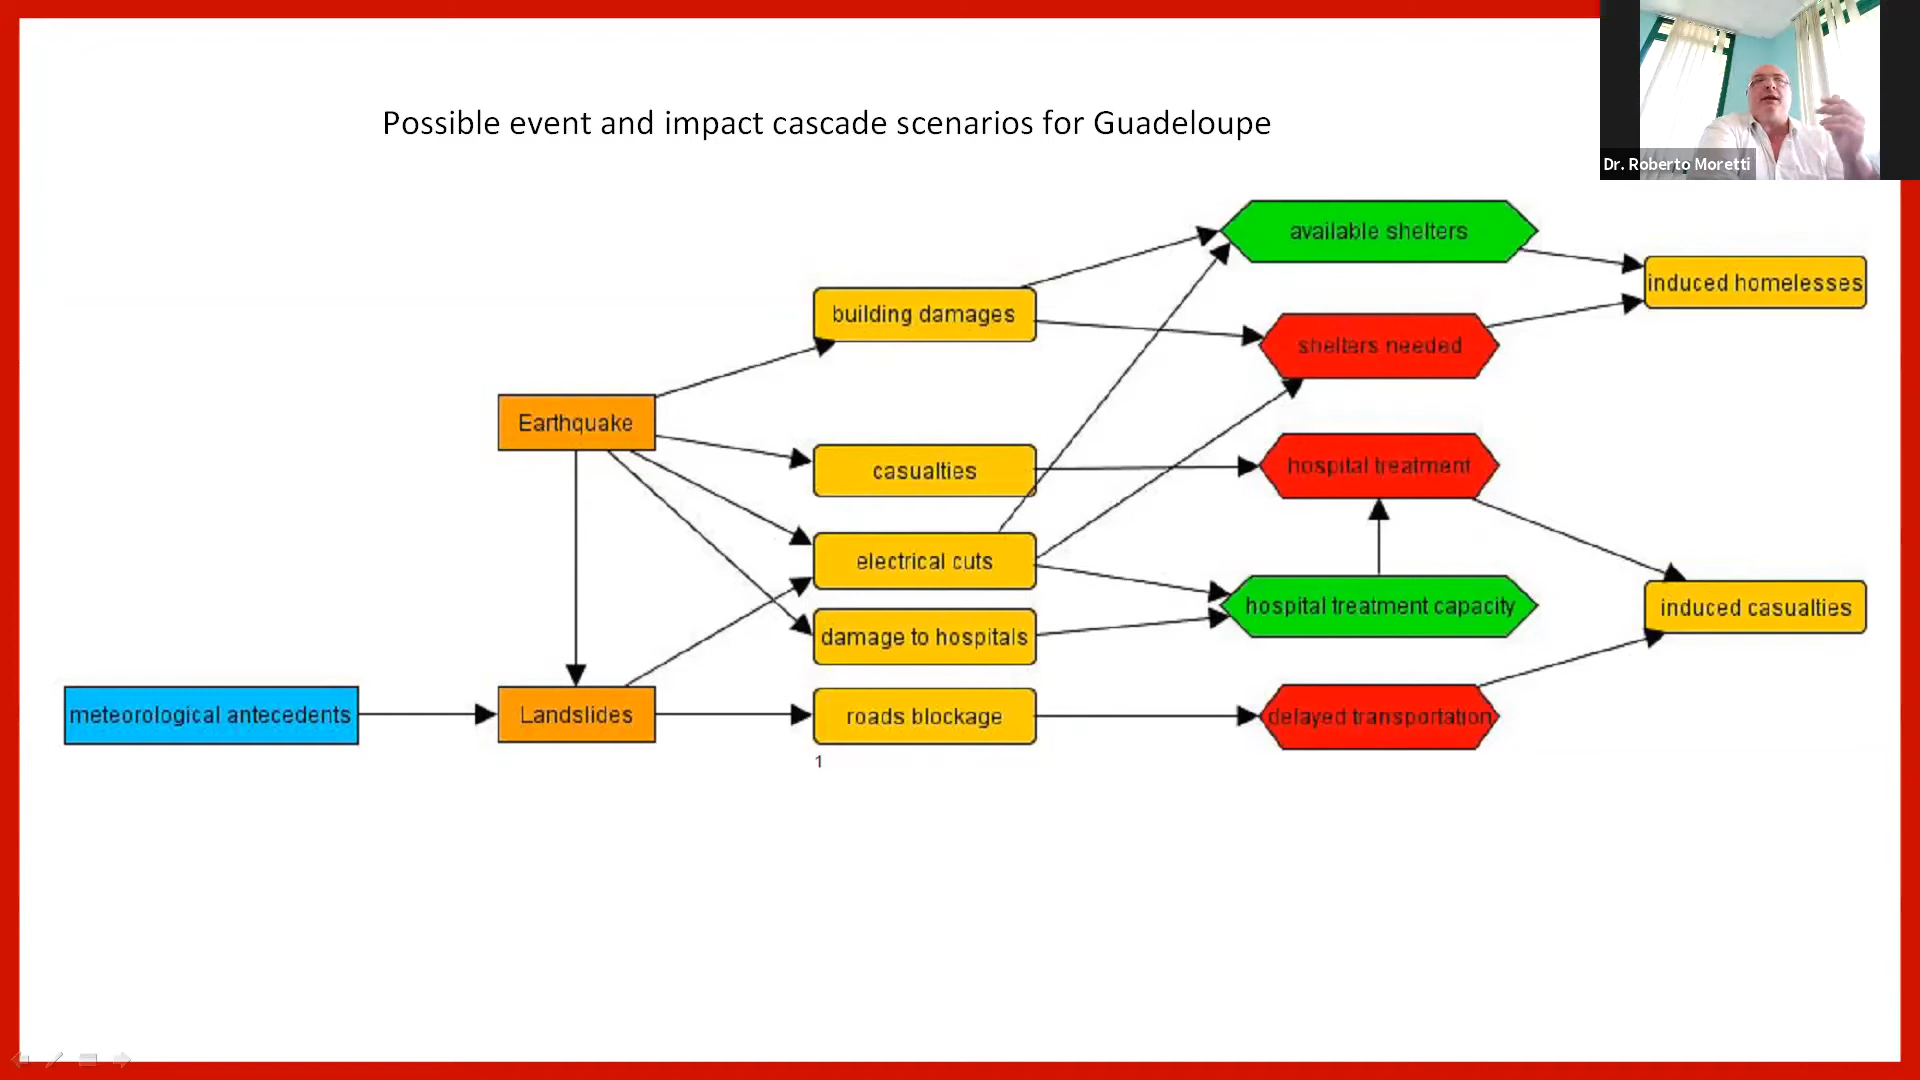 Possible event and impact cascade scenarios for Guadeloupe
Dr. Roberto Moretti
available shelters
induced homelesses
building damages
shelters needed
Earthquake
casualties
hospital treatment
electrical cuts
hospital treatment capacity
induced casualties
damage to hospitals
meteorological antecedents
Landslides
roads blockage
delayed transportation
1